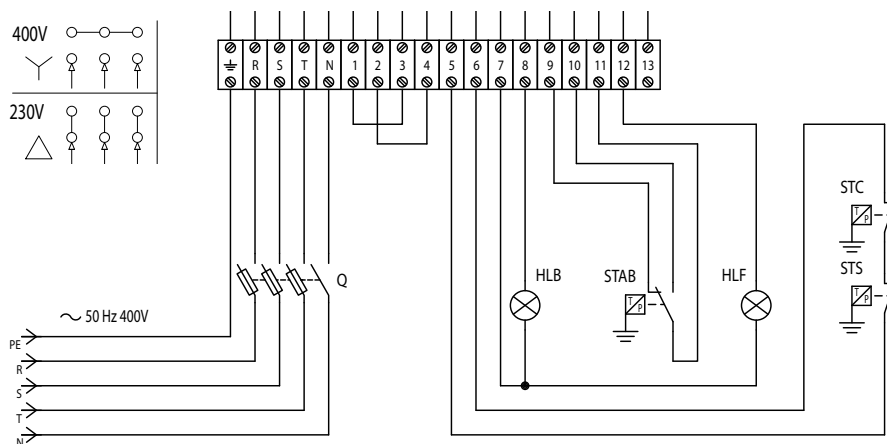 400V
230V
R S T N 1 2 3 4 5 6 7 8 9 10 11 12 13
STC
T P
STS
T P
HLB
STAB
T P
HLF
Q
50 Hz 400V
PE
R
S
T
N